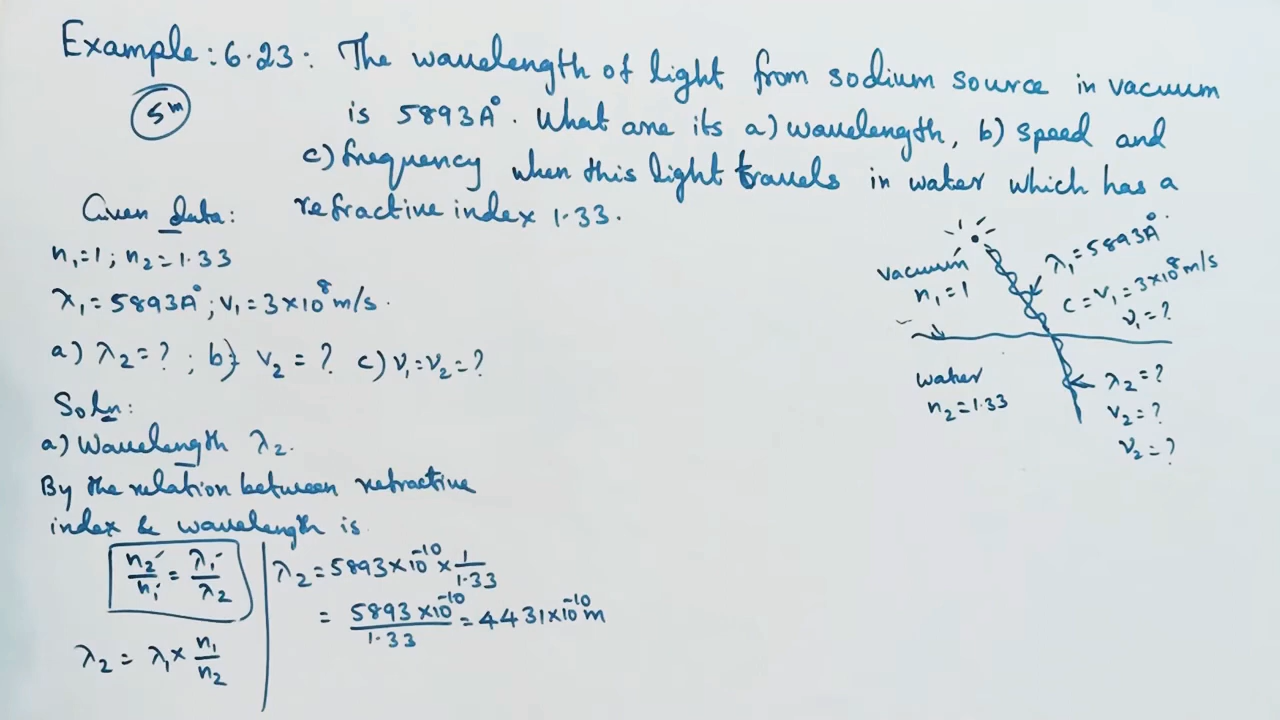 Example: 6.23: The wavelength of light from sodium source in vacuum
5m
is 5893A°. What are its a) wavelength, b) speed and
c) frequency when this light travels in water which has a
refractive index 1.33.
Given data:
n₁=1; n₂=1.33
λ₁=5893A°; v₁=3×10⁸m/s.
a) λ₂=?; b) v₂=? c) ν₁=ν₂=?
Soln:
a) Wavelength λ₂.
By the relation between refractive
index & wavelength is
n₂/n₁ = λ₁/λ₂
λ₂ = λ₁ × n₁/n₂
λ₂ = 5893×10⁻¹⁰ × 1/1.33
= 5893×10⁻¹⁰/1.33 = 4431×10⁻¹⁰m
vacuum
n₁=1
λ₁=5893A°.
c=v₁=3×10⁸m/s
ν₁=?
water
n₂=1.33
λ₂=?
v₂=?
ν₂=?